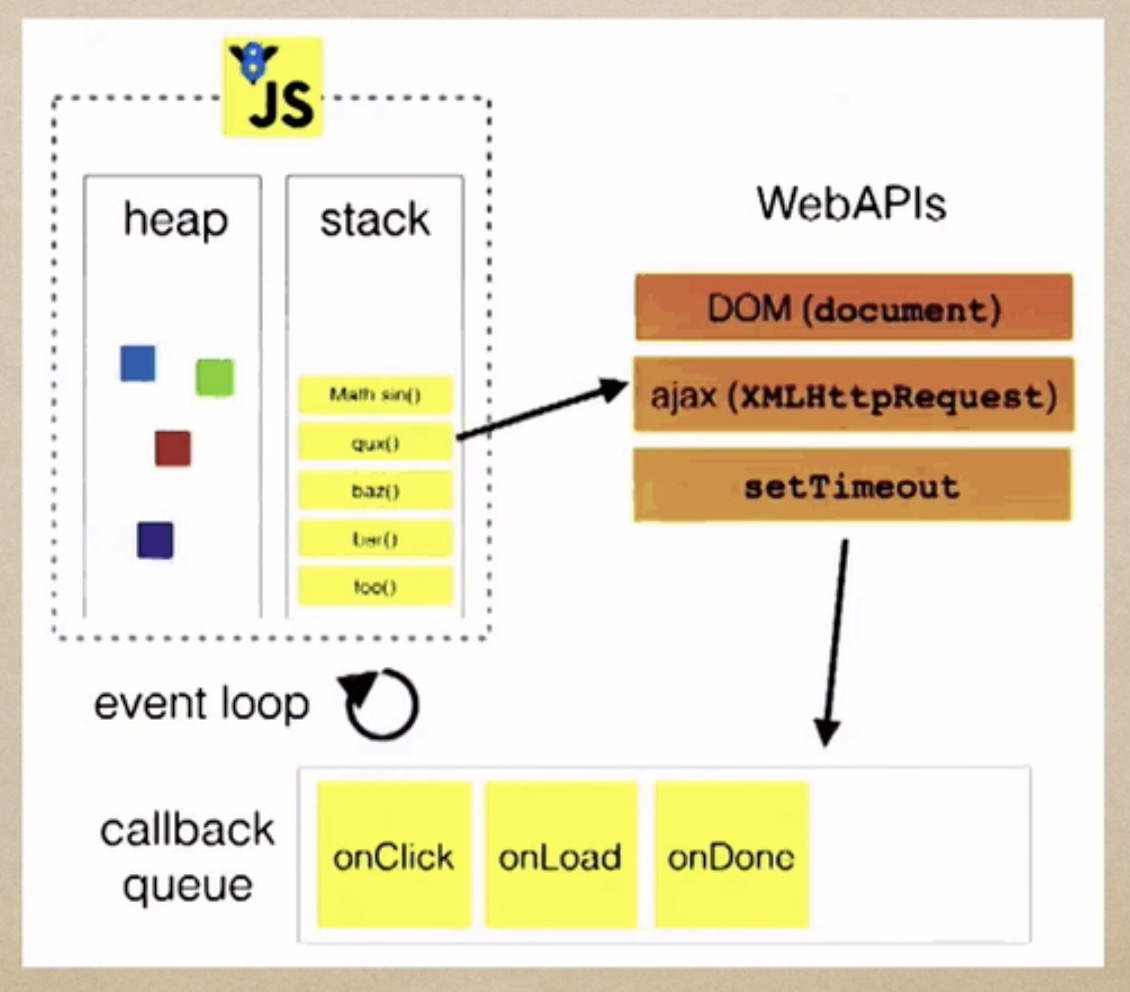 JS
heap
stack
Math sin()
qux()
baz()
bar()
foo()
WebAPIs
DOM (document)
ajax (XMLHttpRequest)
setTimeout
event loop
callback
queue
onClick
onLoad
onDone